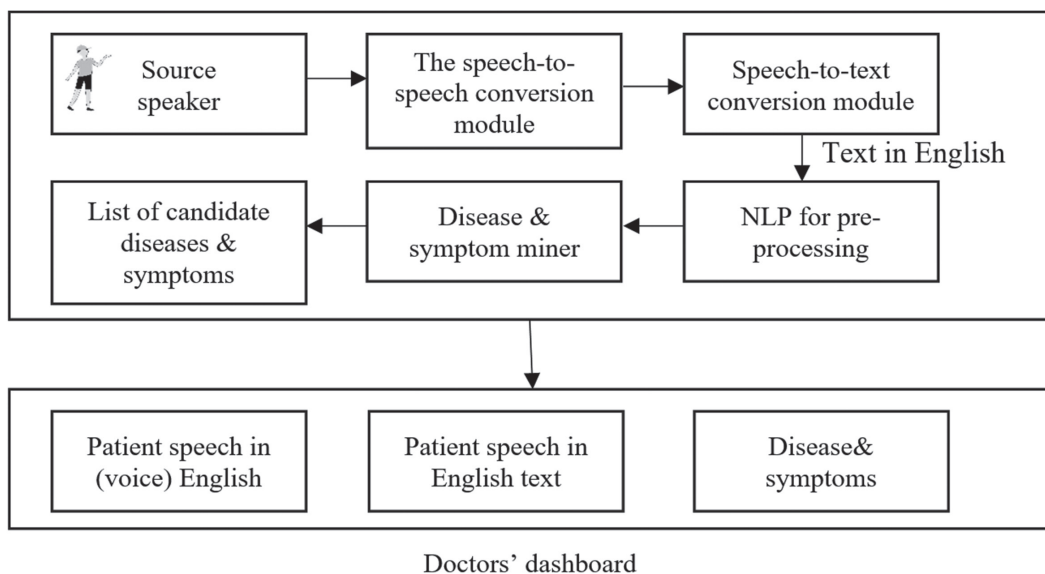 Source
speaker
The speech-to-
speech conversion
module
Speech-to-text
conversion module
Text in English
List of candidate
diseases &
symptoms
Disease &
symptom miner
NLP for pre-
processing
Patient speech in
(voice) English
Patient speech in
English text
Disease&
symptoms
Doctors’ dashboard